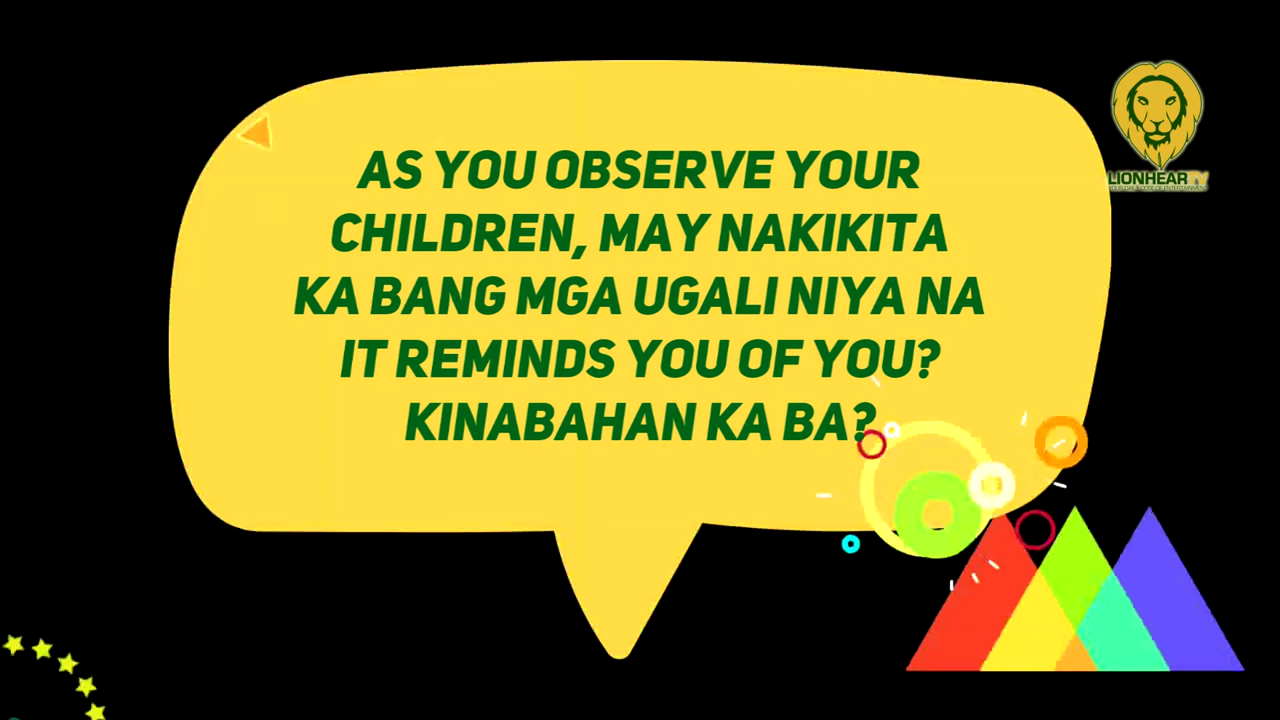 AS YOU OBSERVE YOUR
CHILDREN, MAY NAKIKITA
KA BANG MGA UGALI NIYA NA
IT REMINDS YOU OF YOU?
KINABAHAN KA BA?
LIONHEARTV